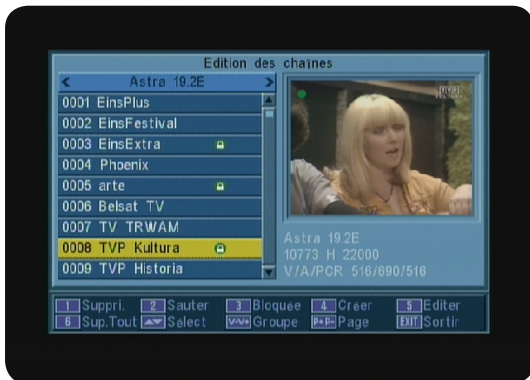 Edition des chaînes
Astra 19.2E
0001 EinsPlus
0002 EinsFestival
0003 EinsExtra
0004 Phoenix
0005 arte
0006 Belsat TV
0007 TV TRWAM
0008 TVP Kultura
0009 TVP Historia
Astra 19.2E
10773 H 22000
V/A/PCR 516/690/516
1 Suppri. 2 Sauter 3 Bloquée 4 Créer 5 Editer
6 Sup.Tout Sélect V-V+ Groupe P+P- Page EXIT Sortir